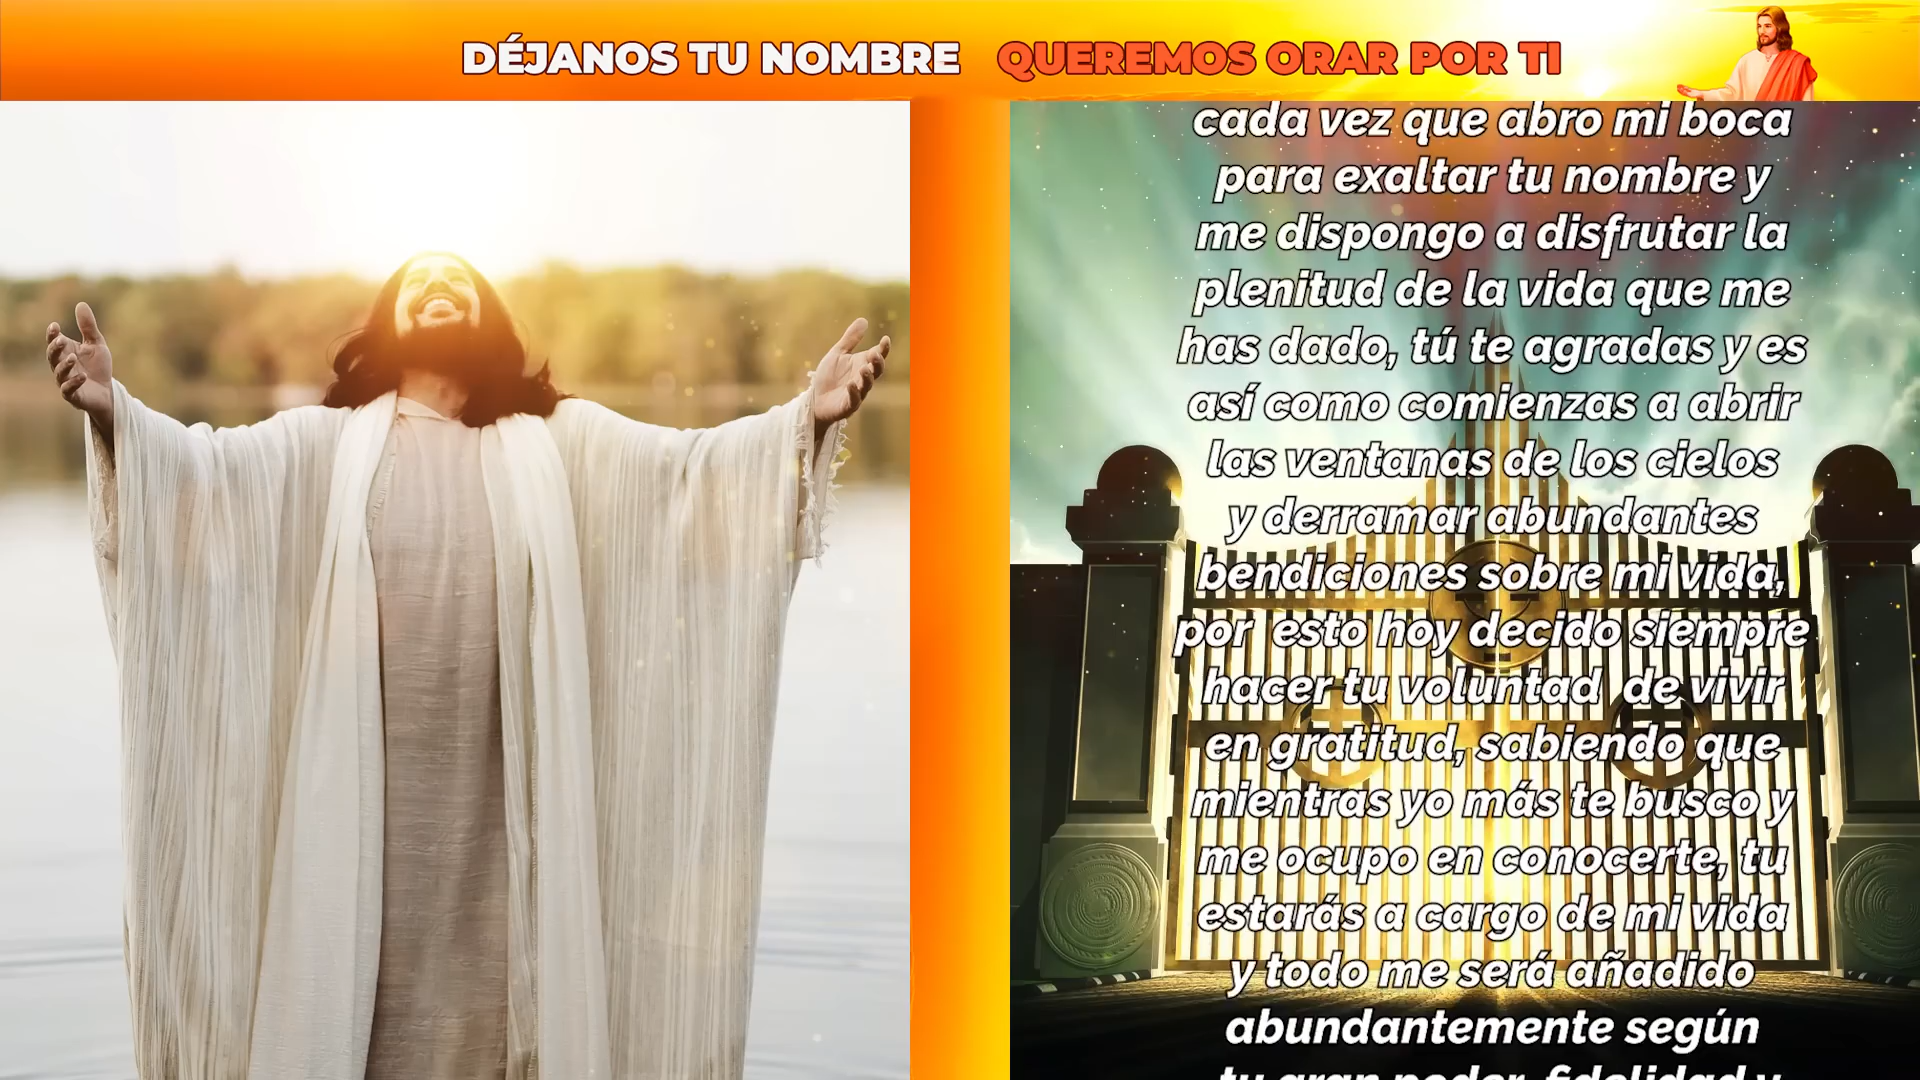 DÉJANOS TU NOMBRE QUEREMOS ORAR POR TI
cada vez que abro mi boca
para exaltar tu nombre y
me dispongo a disfrutar la
plenitud de la vida que me
has dado, tú te agradas y es
así como comienzas a abrir
las ventanas de los cielos
y derramar abundantes
bendiciones sobre mi vida,
por esto hoy decido siempre
hacer tu voluntad de vivir
en gratitud, sabiendo que
mientras yo más te busco y
me ocupo en conocerte, tu
estarás a cargo de mi vida
y todo me será añadido
abundantemente según
tu gran poder, fidelidad y